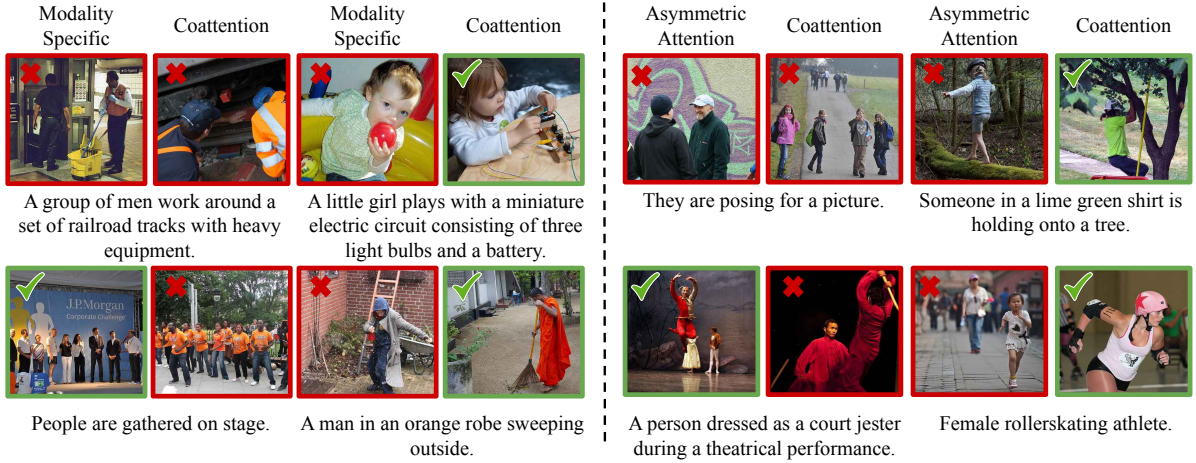 Modality
Specific
Coattention
Modality
Specific
Coattention
Asymmetric
Attention
Coattention
Asymmetric
Attention
Coattention
A group of men work around a
set of railroad tracks with heavy
equipment.
A little girl plays with a miniature
electric circuit consisting of three
light bulbs and a battery.
They are posing for a picture.
Someone in a lime green shirt is
holding onto a tree.
J.P.Morgan
Corporate Challenge
People are gathered on stage.
A man in an orange robe sweeping
outside.
A person dressed as a court jester
during a theatrical performance.
Female rollerskating athlete.